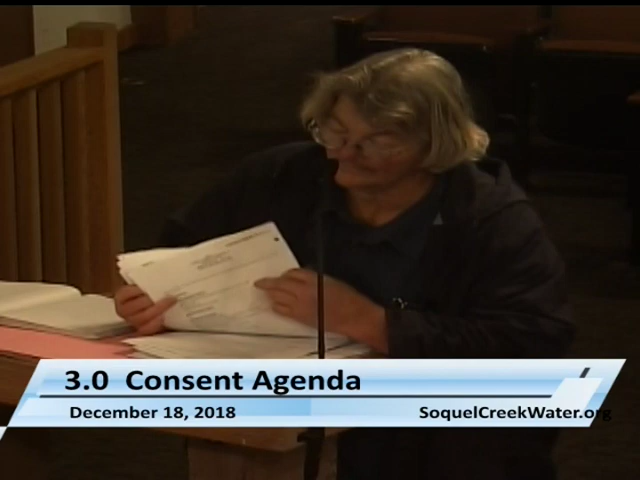 3.0 Consent Agenda
December 18, 2018
SoquelCreekWater.org